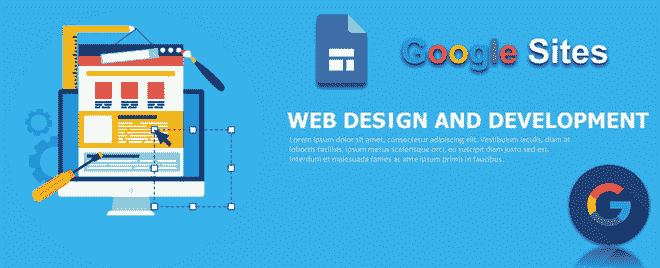 Google Sites
WEB DESIGN AND DEVELOPMENT
Lorem ipsum dolor sit amet, consectetur adipiscing elit. Vestibulum iaculis, diam at
lobortis facilisis, ipsum metus scelerisque orci, eu suscipit diam justo sed est.
Interdum et malesuada fames ac ante ipsum primis in faucibus.
G